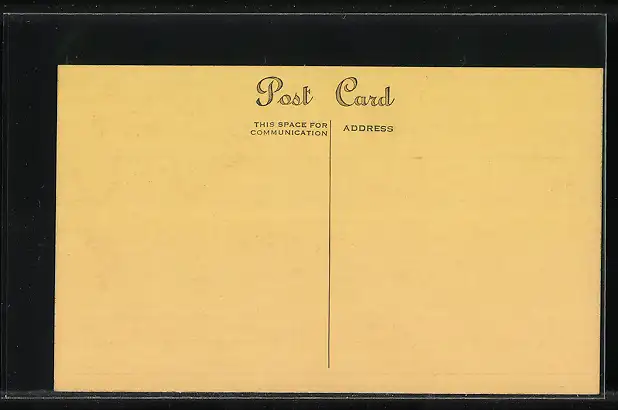 Post Card
THIS SPACE FOR
COMMUNICATION
ADDRESS